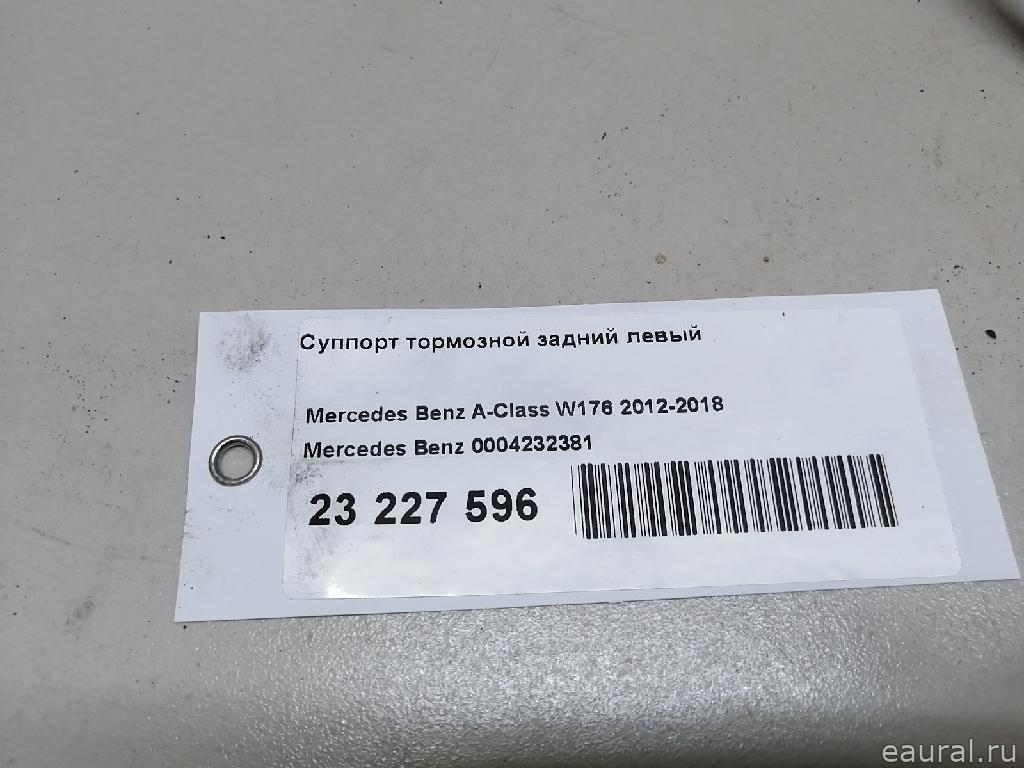 Суппорт тормозной задний левый
Mercedes Benz A-Class W176 2012-2018
Mercedes Benz 0004232381
23 227 596
eaural.ru